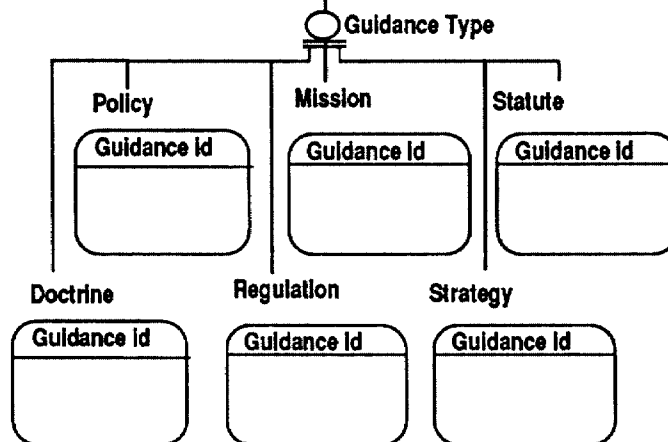 Guidance Type
Policy
Mission
Statute
Guidance id
Guidance id
Guidance id
Doctrine
Regulation
Strategy
Guidance id
Guidance id
Guidance id